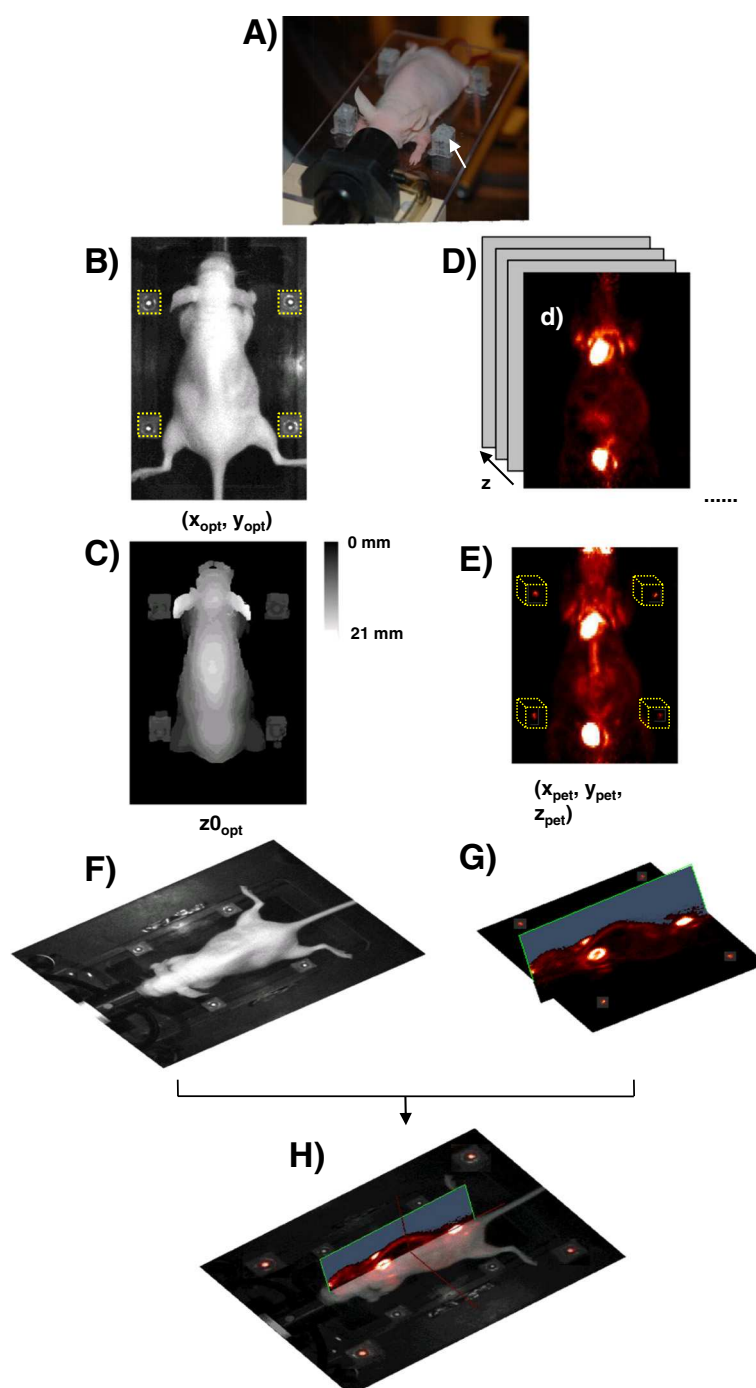 A)
B)
D)
d)
z
......
(xopt, yopt)
C)
0 mm
21 mm
E)
z0opt
(xpet, ypet,
zpet)
F)
G)
H)